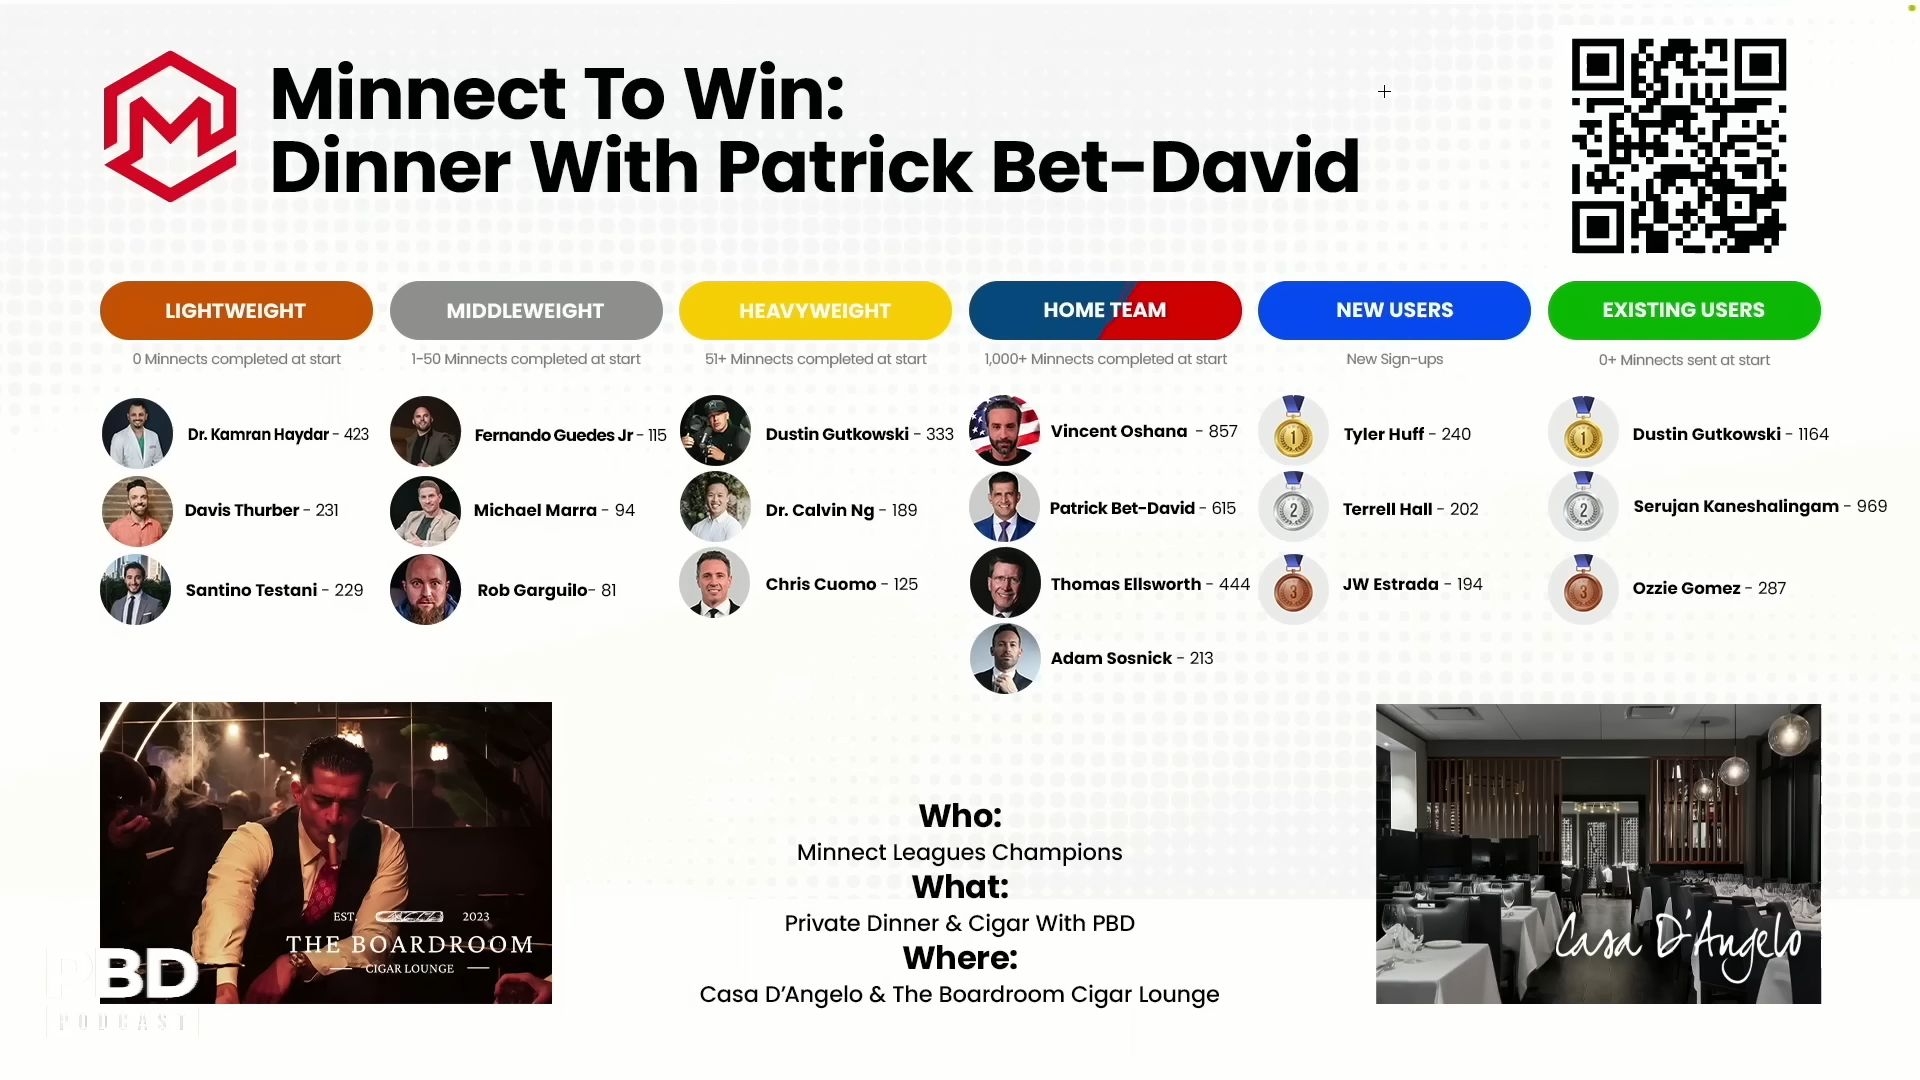 Minnect To Win:
Dinner With Patrick Bet-David
LIGHTWEIGHT
0 Minnects completed at start
Dr. Kamran Haydar - 423
Davis Thurber - 231
Santino Testani - 229
MIDDLEWEIGHT
1-50 Minnects completed at start
Fernando Guedes Jr - 115
Michael Marra - 94
Rob Garguilo- 81
HEAVYWEIGHT
51+ Minnects completed at start
Dustin Gutkowski - 333
Dr. Calvin Ng - 189
Chris Cuomo - 125
HOME TEAM
1,000+ Minnects completed at start
Vincent Oshana - 857
Patrick Bet-David - 615
Thomas Ellsworth - 444
Adam Sosnick - 213
NEW USERS
New Sign-ups
1
Tyler Huff - 240
2
Terrell Hall - 202
3
JW Estrada - 194
EXISTING USERS
0+ Minnects sent at start
1
Dustin Gutkowski - 1164
2
Serujan Kaneshalingam - 969
3
Ozzie Gomez - 287
EST. 2023
THE BOARDROOM
CIGAR LOUNGE
PBD
PODCAST
Who:
Minnect Leagues Champions
What:
Private Dinner & Cigar With PBD
Where:
Casa D'Angelo & The Boardroom Cigar Lounge
Casa D'Angelo